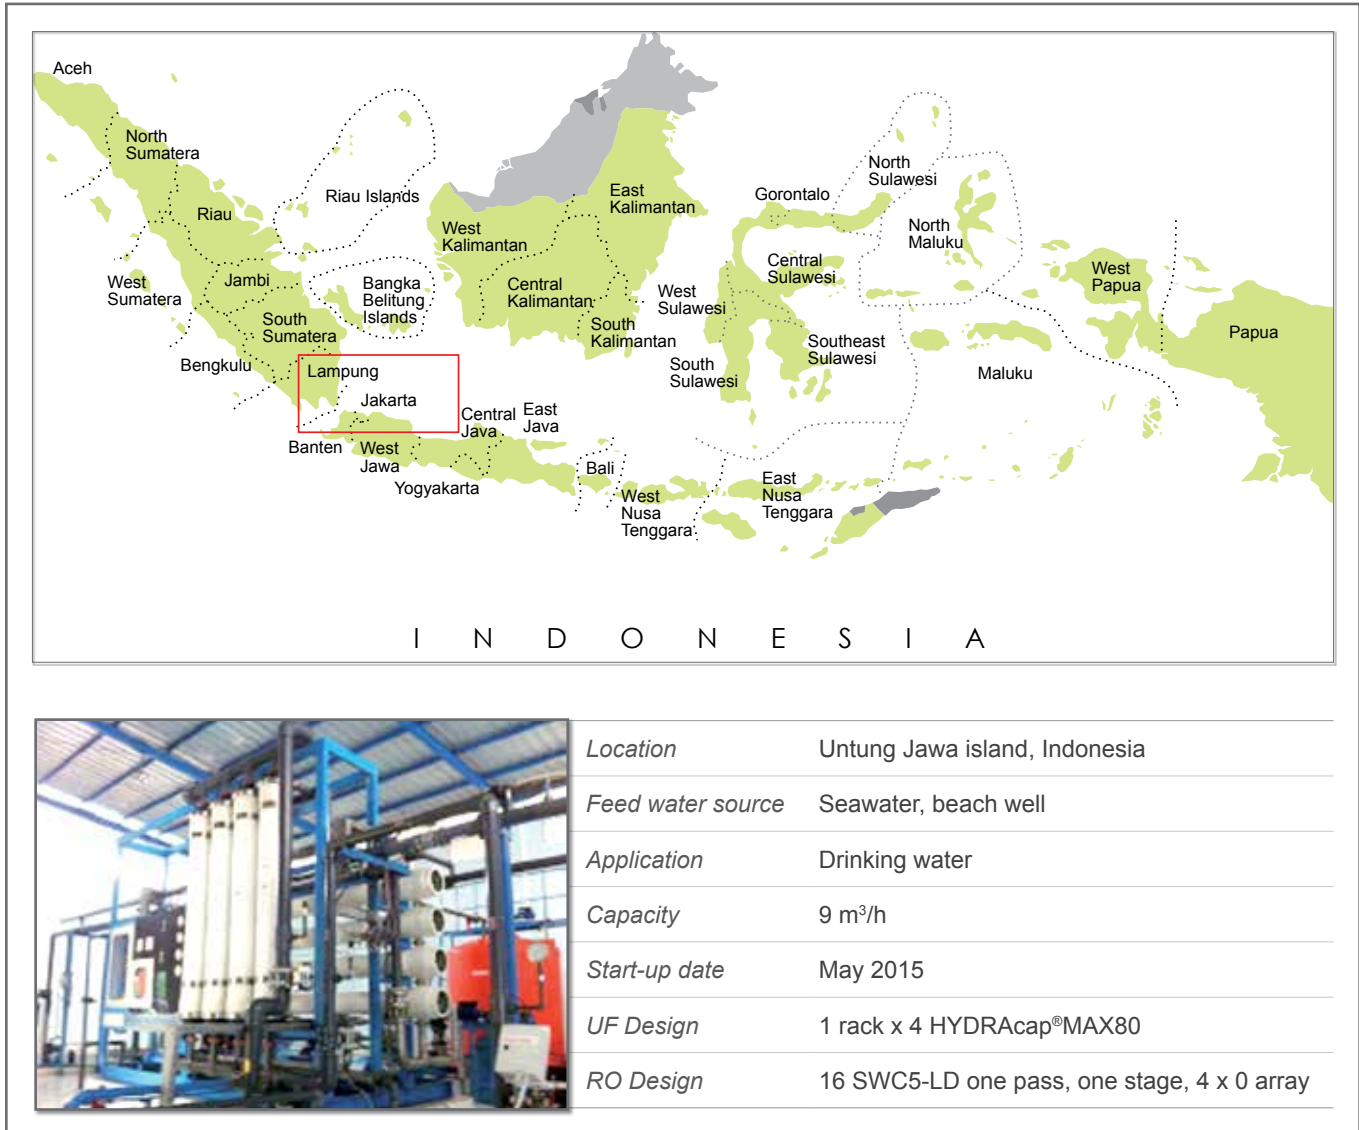 Aceh
North
Sumatera
Riau Islands
Riau
West
Sumatera
Jambi
Bangka
Belitung
Islands
South
Sumatera
Bengkulu
Lampung
Jakarta
Banten
West
Jawa
Central
Java
East
Java
Yogyakarta
Bali
West
Nusa
Tenggara
East
Nusa
Tenggara
West
Kalimantan
Central
Kalimantan
East
Kalimantan
South
Kalimantan
Gorontalo
North
Sulawesi
Central
Sulawesi
West
Sulawesi
South
Sulawesi
Southeast
Sulawesi
North
Maluku
Maluku
West
Papua
Papua
INDONESIA
Location Untung Jawa island, Indonesia
Feed water source Seawater, beach well
Application Drinking water
Capacity 9 m³/h
Start-up date May 2015
UF Design 1 rack x 4 HYDRAcap®MAX80
RO Design 16 SWC5-LD one pass, one stage, 4 x 0 array